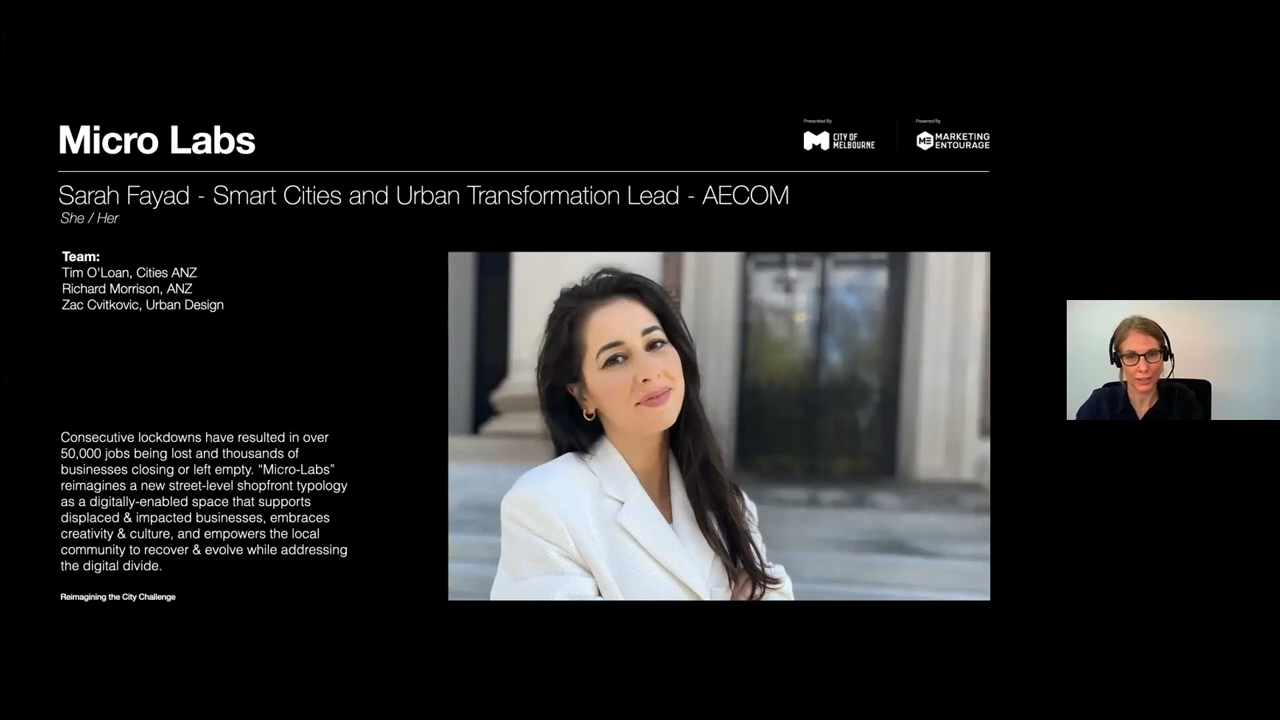 Micro Labs
Presented By
CITY OF
MELBOURNE
Powered By
ME MARKETING
ENTOURAGE
Sarah Fayad - Smart Cities and Urban Transformation Lead - AECOM
She / Her
Team:
Tim O'Loan, Cities ANZ
Richard Morrison, ANZ
Zac Cvitkovic, Urban Design
Consecutive lockdowns have resulted in over
50,000 jobs being lost and thousands of
businesses closing or left empty. “Micro-Labs”
reimagines a new street-level shopfront typology
as a digitally-enabled space that supports
displaced & impacted businesses, embraces
creativity & culture, and empowers the local
community to recover & evolve while addressing
the digital divide.
Reimagining the City Challenge